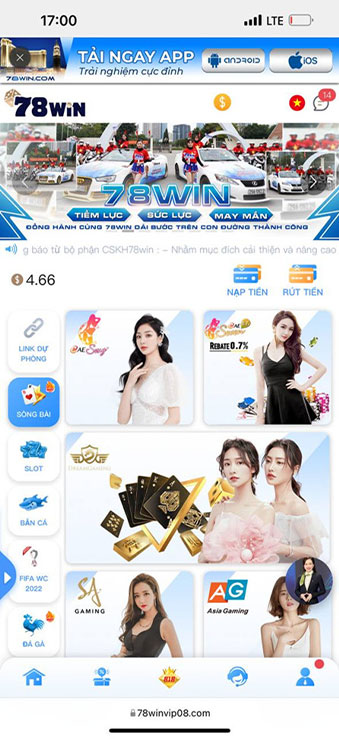 17:00
LTE
78WIN.COM
TẢI NGAY APP
Trải nghiệm cực đỉnh
ANDROID
iOS
78WIN
14
78WIN
TIỀM LỰC
SỨC LỰC
MAY MẮN
ĐỒNG HÀNH CÙNG 78WIN DẢI BƯỚC TRÊN CON ĐƯỜNG THÀNH CÔNG
g báo từ bộ phận CSKH78win : – Nhằm mục đích cải thiện và nâng cao
4.66
NẠP TIỀN
RÚT TIỀN
LINK DỰ
PHÒNG
SÒNG BÀI
SLOT
BẮN CÁ
FIFA WC
2022
ĐÁ GÀ
AE
Sexy
AE
Sexy
REBATE 0.7%
DREAMGAMING
SA
GAMING
AG
Asia Gaming
78winvip08.com